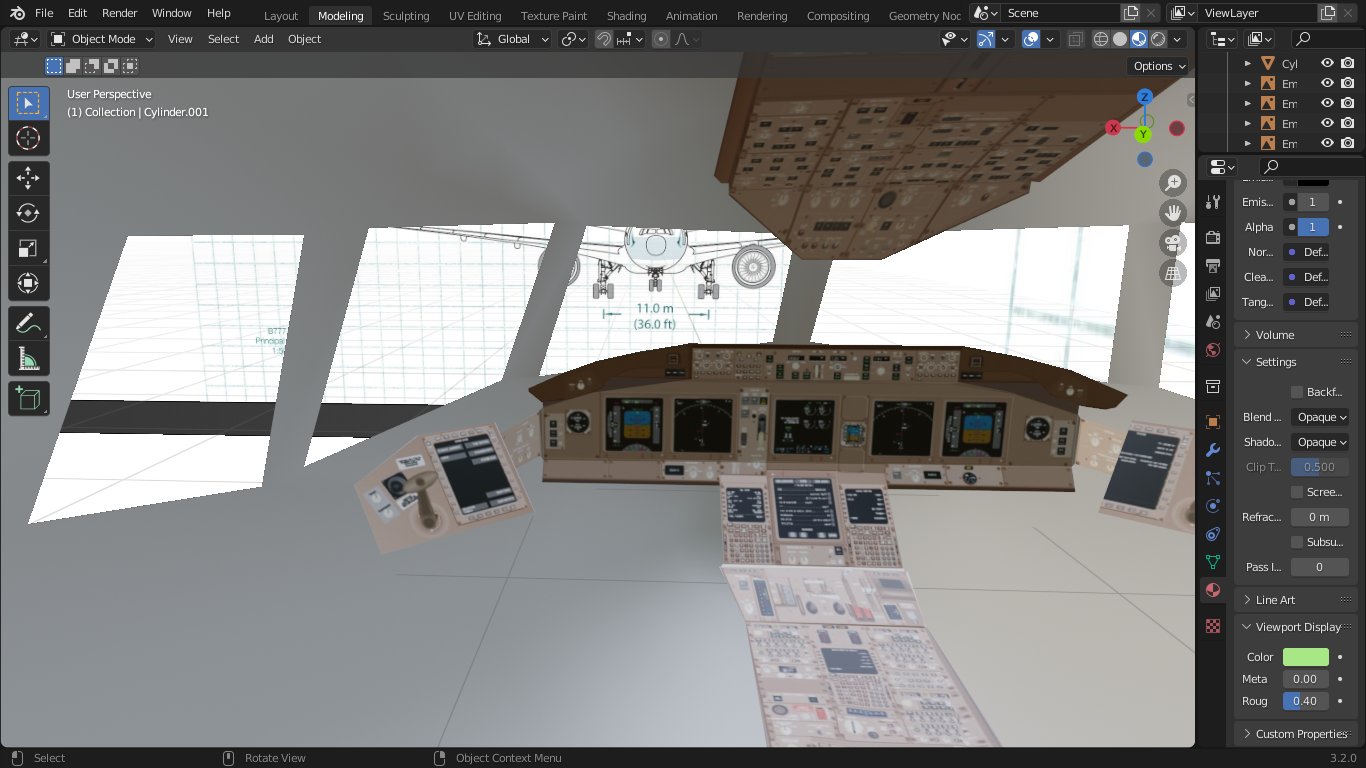 File Edit Render Window Help
Layout Modeling Sculpting UV Editing Texture Paint Shading Animation Rendering Compositing Geometry Noc
Scene
ViewLayer
Object Mode View Select Add Object
Global
Options
User Perspective
(1) Collection | Cylinder.001
Z
X
Y
B777
Principal
11.0 m
(36.0 ft)
Cyl
Em
Em
Em
Em
Emis... 1
Alpha 1
Nor... Def...
Clea... Def...
Tang... Def...
Volume
Settings
Backf...
Blend ... Opaque
Shado... Opaque
Clip T... 0.500
Scree...
Refrac... 0 m
Subsu...
Pass I... 0
Line Art
Viewport Display
Color
Meta 0.00
Roug 0.40
Custom Properties
Select
Rotate View
Object Context Menu
3.2.0